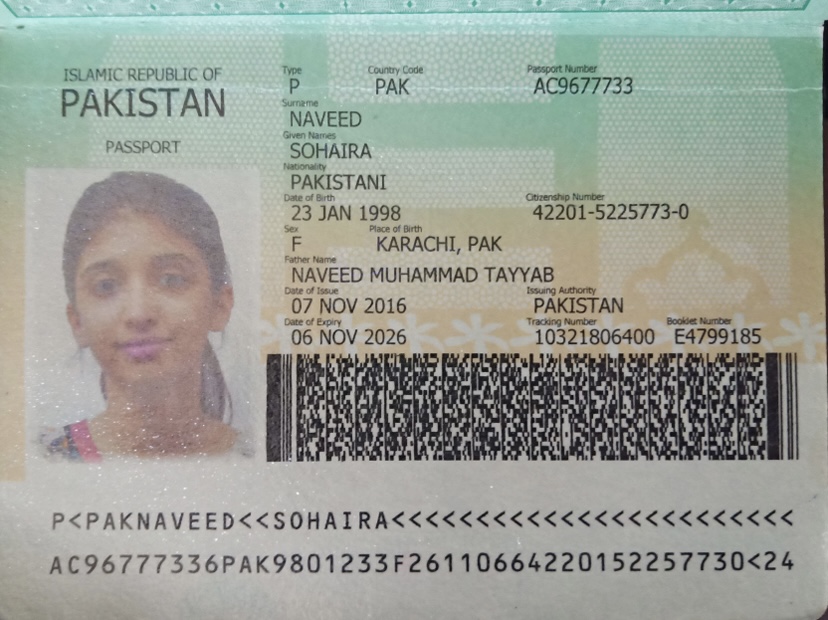 ISLAMIC REPUBLIC OF
PAKISTAN
PASSPORT
Type Country Code Passport Number
P PAK AC9677733
Surname
NAVEED
Given Names
SOHAIRA
Nationality
PAKISTANI
Date of Birth Citizenship Number
23 JAN 1998 42201-5225773-0
Sex Place of Birth
F KARACHI, PAK
Father Name
NAVEED MUHAMMAD TAYYAB
Date of Issue Issuing Authority
07 NOV 2016 PAKISTAN
Date of Expiry Tracking Number Booklet Number
06 NOV 2026 10321806400 E4799185
P<PAKNAVEED<<SOHAIRA<<<<<<<<<<<<<<<<<<<<<<<<
AC96777336PAK9801233F26110664220152257730<24